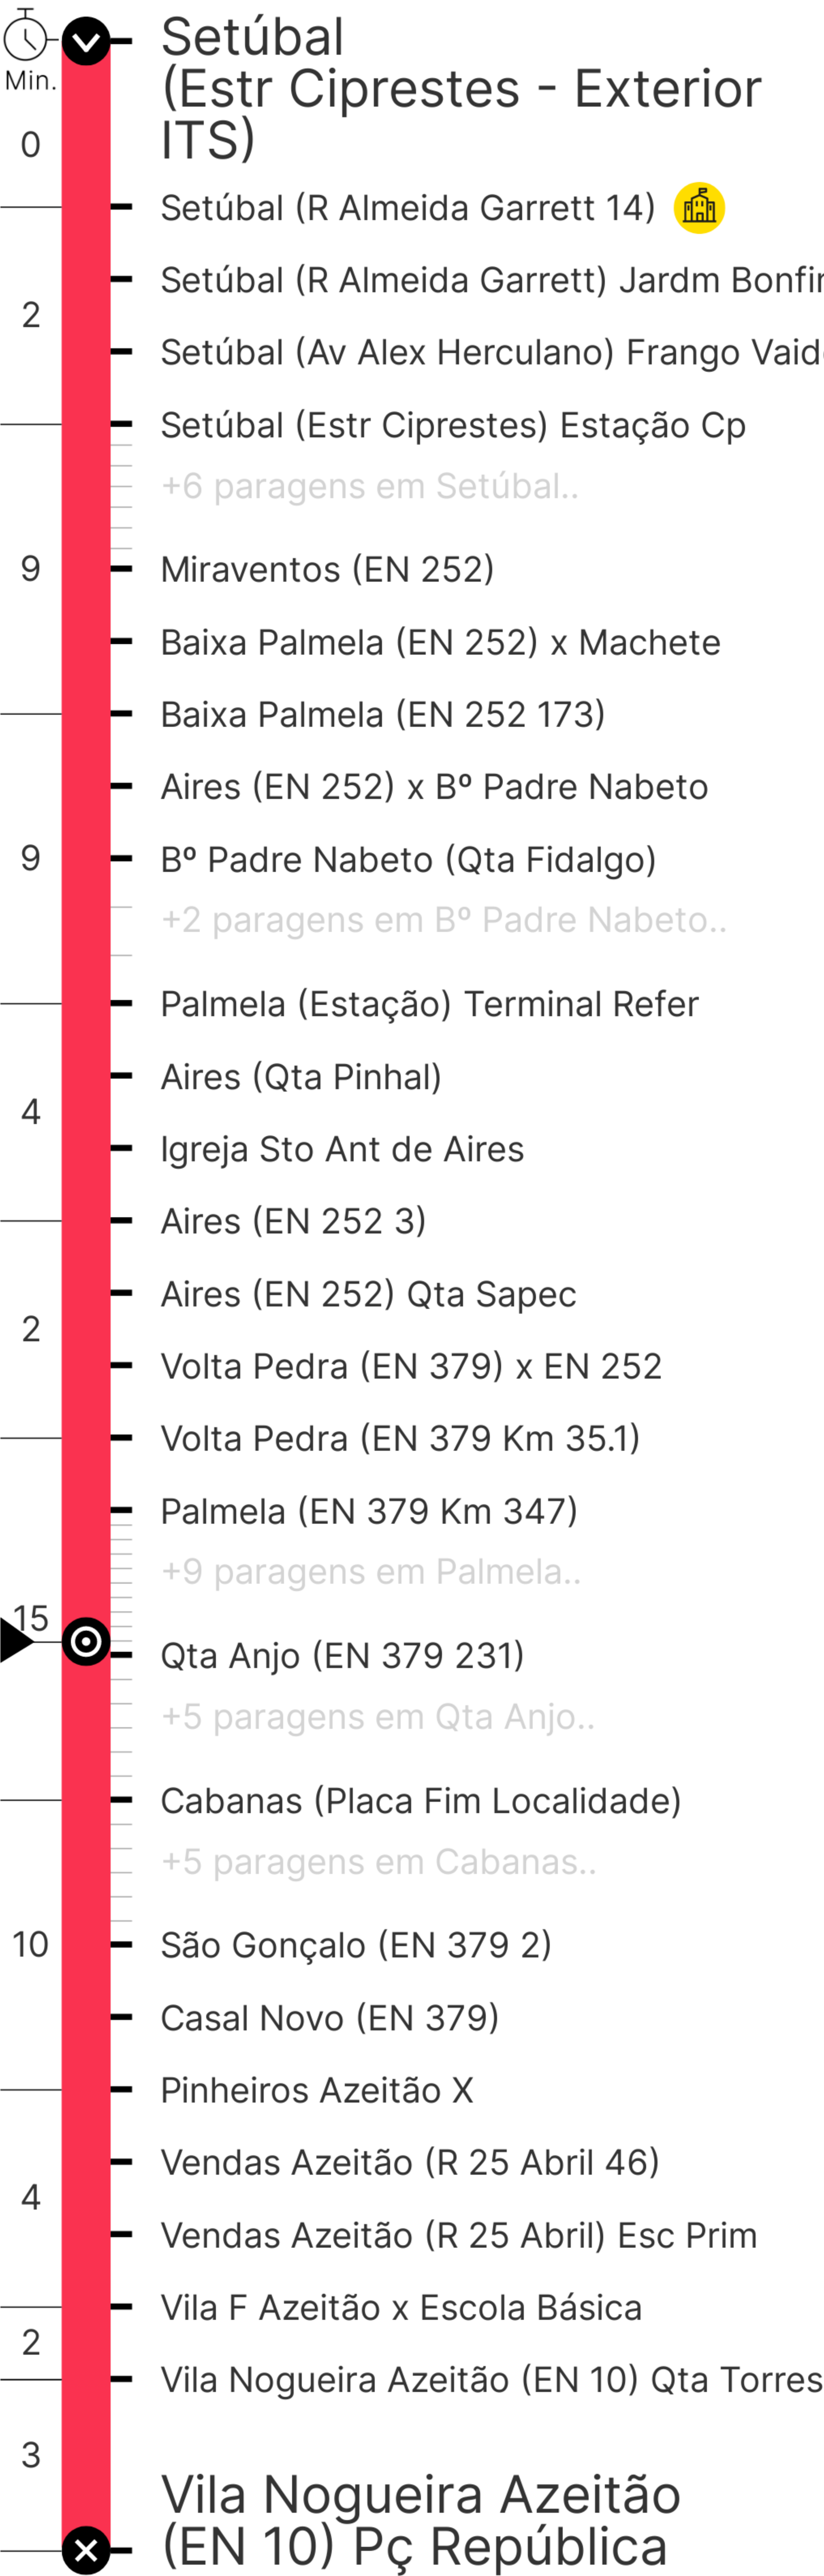 Setúbal
(Estr Ciprestes - Exterior
ITS)
Min.
0
Setúbal (R Almeida Garrett 14)
Setúbal (R Almeida Garrett) Jardm Bonfi
2
Setúbal (Av Alex Herculano) Frango Vaid
Setúbal (Estr Ciprestes) Estação Cp
+6 paragens em Setúbal..
9
Miraventos (EN 252)
Baixa Palmela (EN 252) x Machete
Baixa Palmela (EN 252 173)
Aires (EN 252) x Bº Padre Nabeto
9
Bº Padre Nabeto (Qta Fidalgo)
+2 paragens em Bº Padre Nabeto..
Palmela (Estação) Terminal Refer
Aires (Qta Pinhal)
4
Igreja Sto Ant de Aires
Aires (EN 252 3)
Aires (EN 252) Qta Sapec
2
Volta Pedra (EN 379) x EN 252
Volta Pedra (EN 379 Km 35.1)
Palmela (EN 379 Km 347)
+9 paragens em Palmela..
15
Qta Anjo (EN 379 231)
+5 paragens em Qta Anjo..
Cabanas (Placa Fim Localidade)
+5 paragens em Cabanas..
10
São Gonçalo (EN 379 2)
Casal Novo (EN 379)
Pinheiros Azeitão X
Vendas Azeitão (R 25 Abril 46)
4
Vendas Azeitão (R 25 Abril) Esc Prim
Vila F Azeitão x Escola Básica
2
Vila Nogueira Azeitão (EN 10) Qta Torres
3
Vila Nogueira Azeitão
(EN 10) Pç República